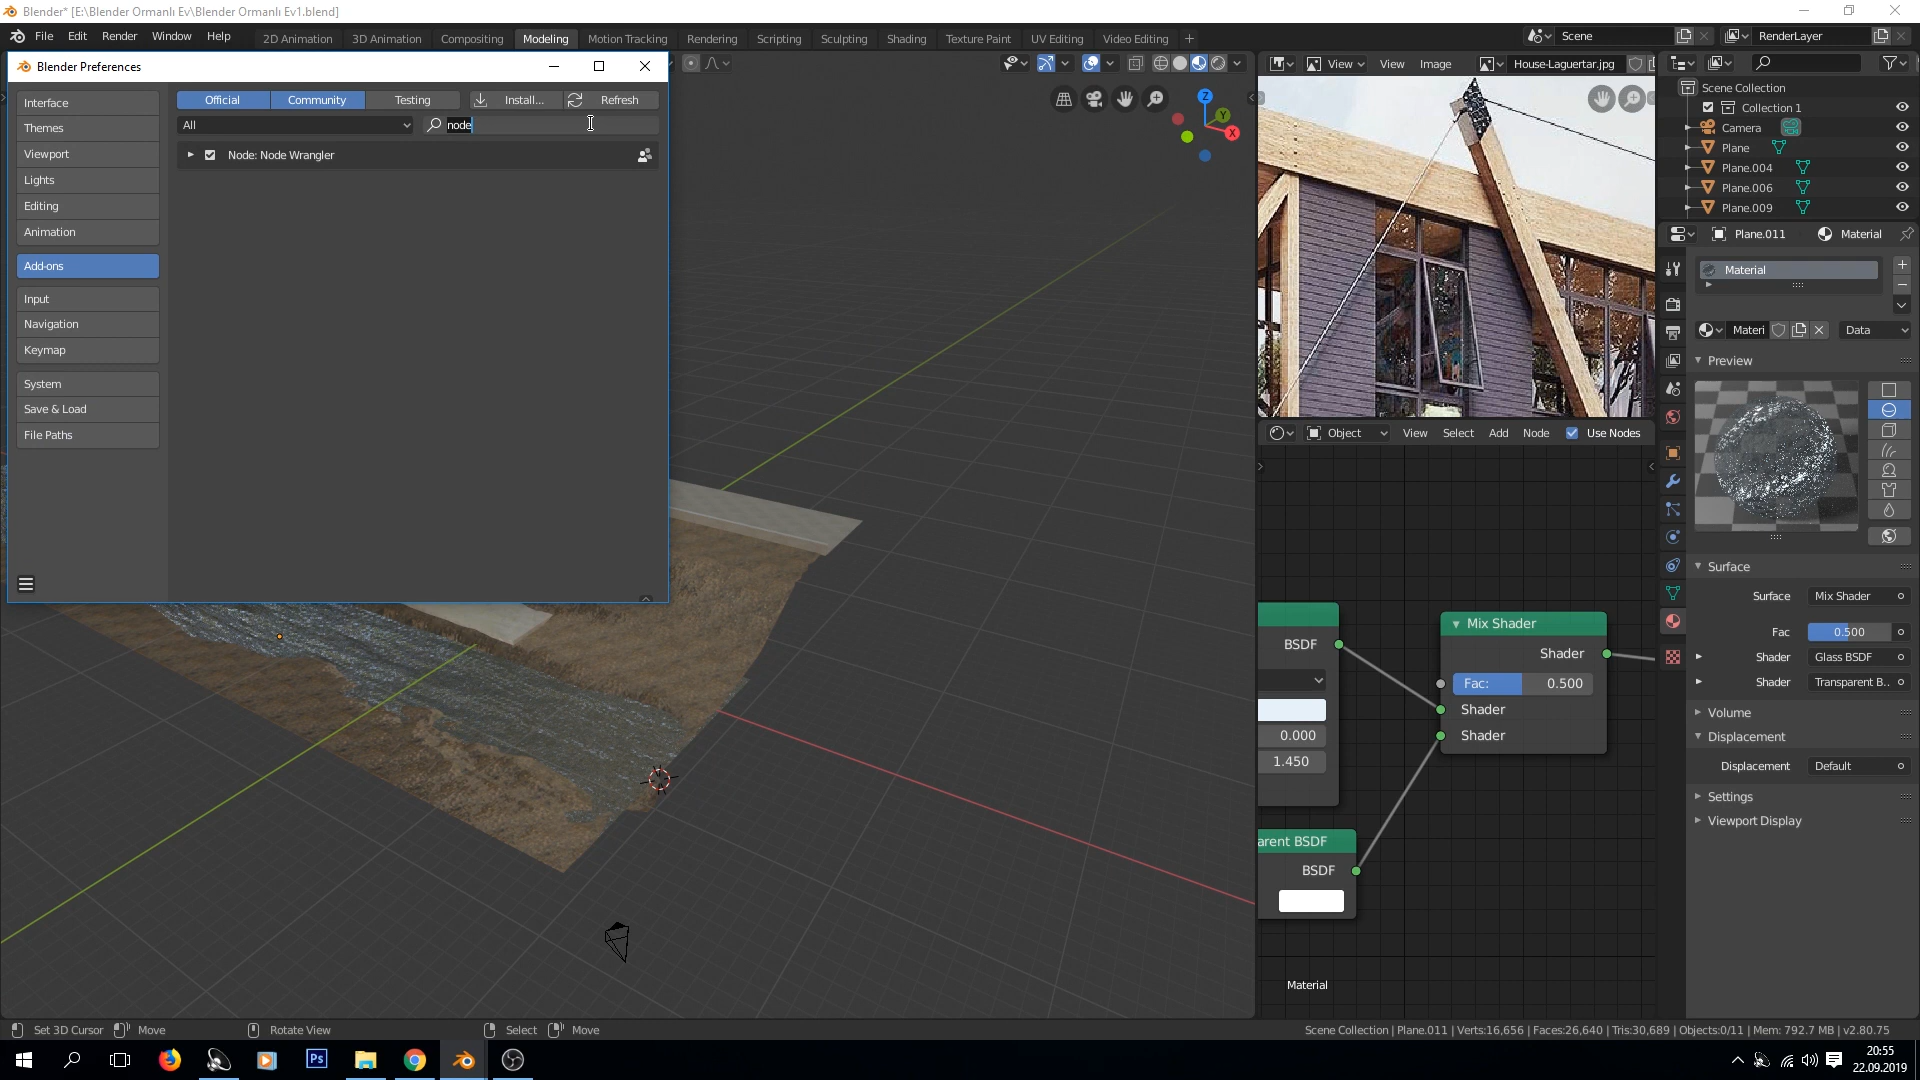 Blender* [E:\Blender Ormanlı Ev\Blender Ormanlı Ev1.blend]
File Edit Render Window Help
2D Animation 3D Animation Compositing Modeling Motion Tracking Rendering Scripting Sculpting Shading Texture Paint UV Editing Video Editing
Scene
RenderLayer
Blender Preferences
Interface
Themes
Viewport
Lights
Editing
Animation
Add-ons
Input
Navigation
Keymap
System
Save & Load
File Paths
Official Community Testing Install... Refresh
All
node
Node: Node Wrangler
Z
Y
X
View View Image House-Laguertar.jpg
Object View Select Add Node Use Nodes
BSDF
0.000
1.450
arent BSDF
BSDF
Mix Shader
Shader
Fac: 0.500
Shader
Shader
Material
Scene Collection
Collection 1
Camera
Plane
Plane.004
Plane.006
Plane.009
Plane.011 Material
Material
Materi Data
Preview
Surface
Surface Mix Shader
Fac 0.500
Shader Glass BSDF
Shader Transparent B..
Volume
Displacement
Displacement Default
Settings
Viewport Display
Set 3D Cursor Move Rotate View Select Move
Scene Collection | Plane.011 | Verts:16,656 | Faces:26,640 | Tris:30,689 | Objects:0/11 | Mem: 792.7 MB | v2.80.75
Ps
20:55
22.09.2019